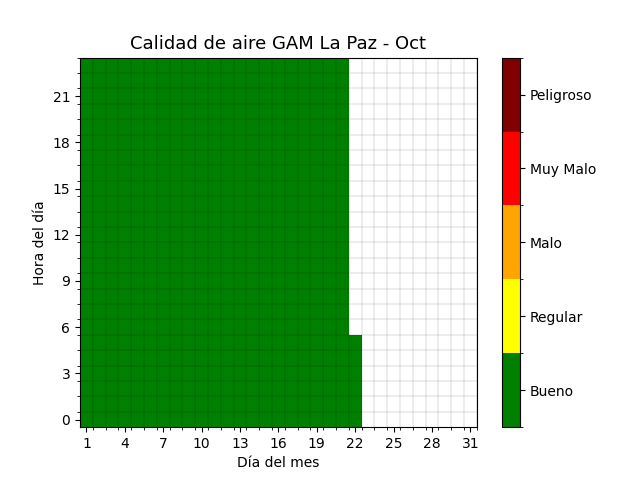 Calidad de aire GAM La Paz - Oct
Hora del día
21
18
15
12
9
6
3
0
1 4 7 10 13 16 19 22 25 28 31
Día del mes
Peligroso
Muy Malo
Malo
Regular
Bueno